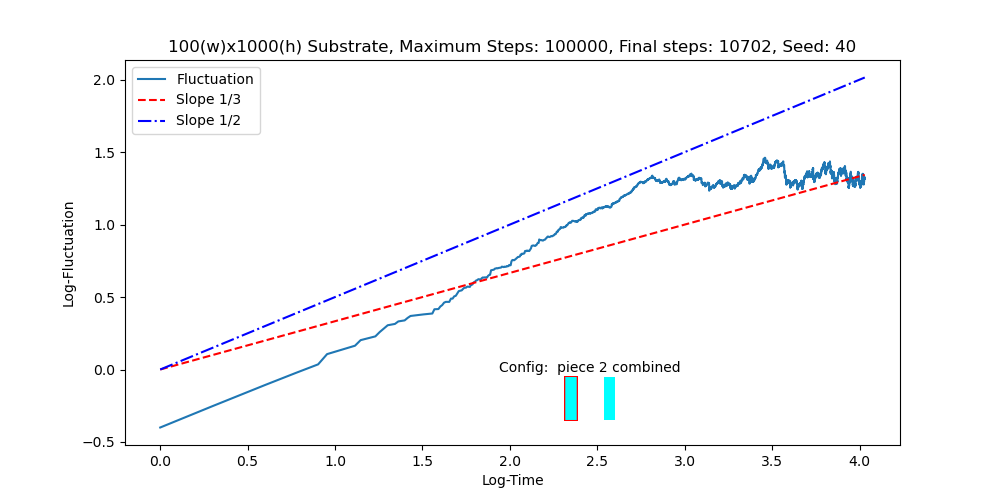 100(w)x1000(h) Substrate, Maximum Steps: 100000, Final steps: 10702, Seed: 40
Fluctuation
Slope 1/3
Slope 1/2
2.0
1.5
1.0
0.5
0.0
−0.5
Log-Fluctuation
Config:  piece 2 combined
0.0 0.5 1.0 1.5 2.0 2.5 3.0 3.5 4.0
Log-Time